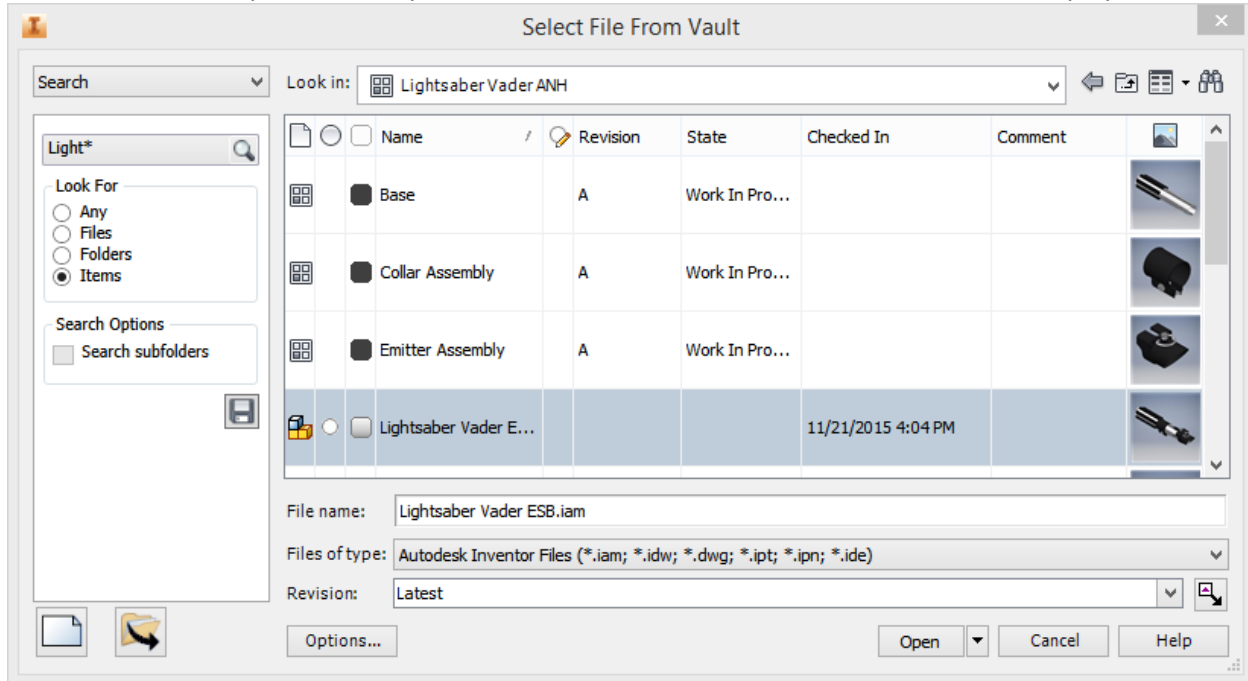 Select File From Vault
Search
Look in: Lightsaber Vader ANH
Light*
Look For
Any
Files
Folders
Items
Search Options
Search subfolders
Name / Revision State Checked In Comment
Base A Work In Pro...
Collar Assembly A Work In Pro...
Emitter Assembly A Work In Pro...
Lightsaber Vader E... 11/21/2015 4:04 PM
File name: Lightsaber Vader ESB.iam
Files of type: Autodesk Inventor Files (*.iam; *.idw; *.dwg; *.ipt; *.ipn; *.ide)
Revision: Latest
Options... Open Cancel Help